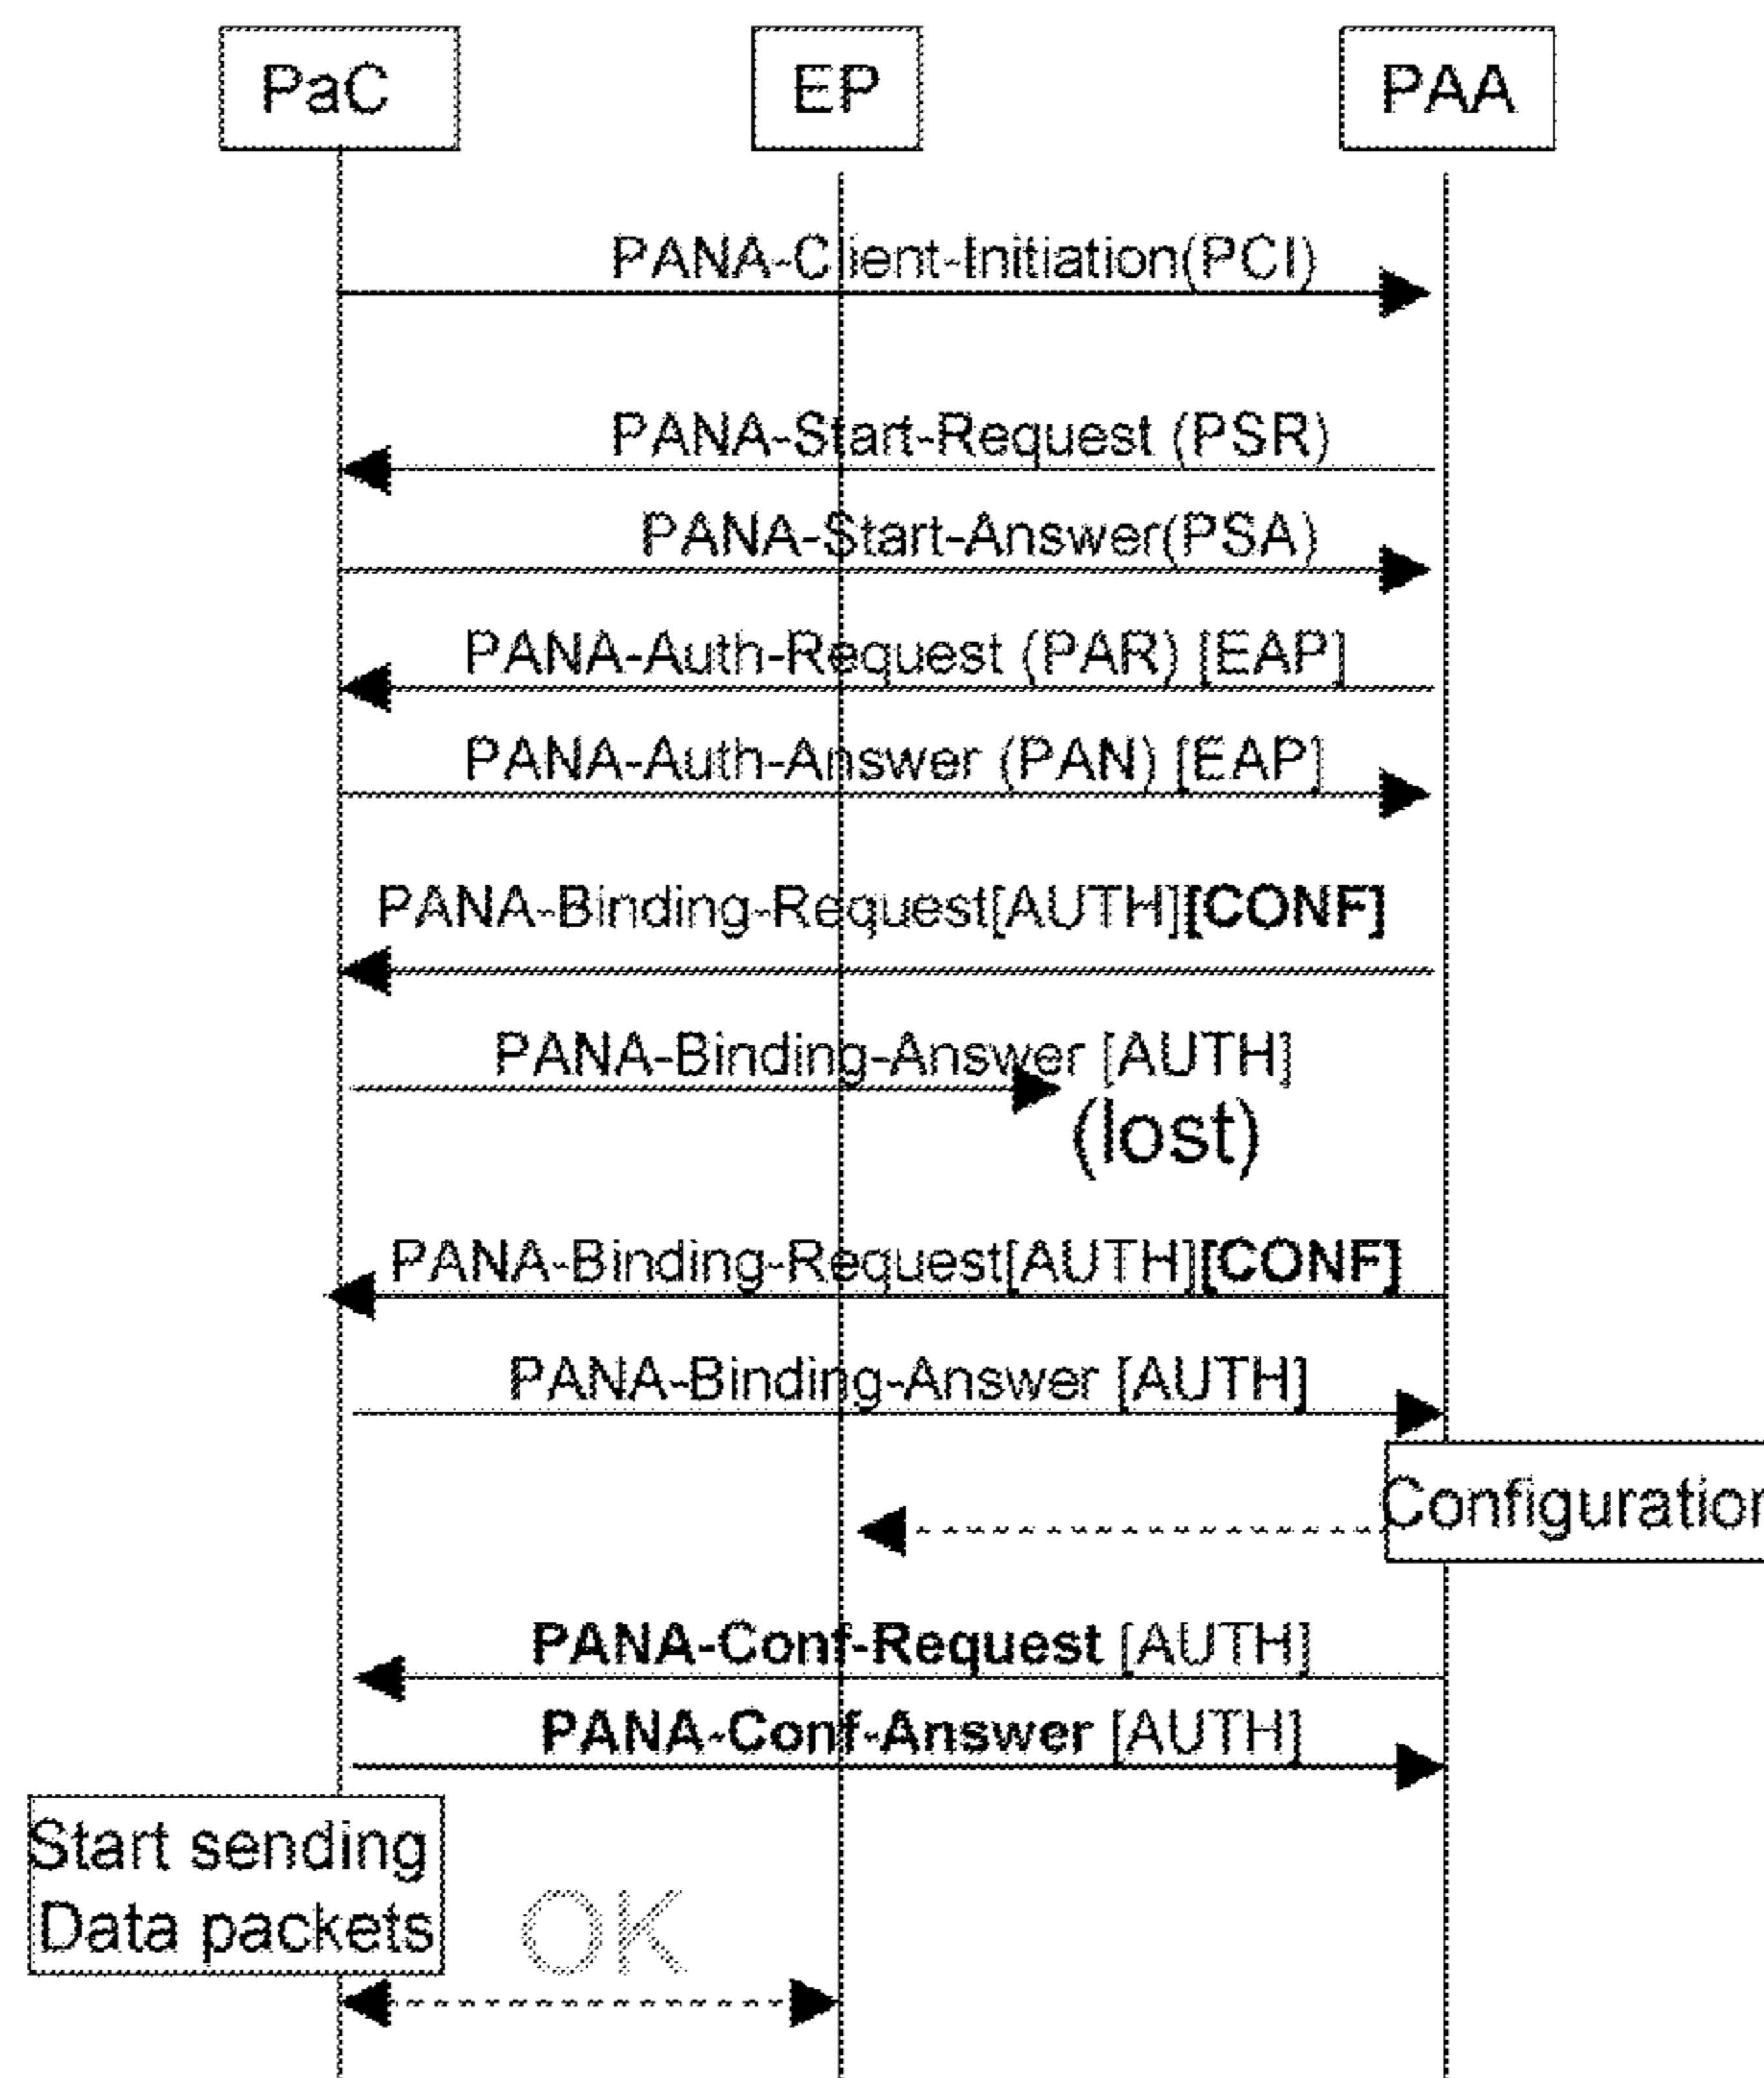 PaC
EP
PAA
PANA-Client-Initiation(PCI)
PANA-Start-Request (PSR)
PANA-Start-Answer(PSA)
PANA-Auth-Request (PAR) [EAP]
PANA-Auth-Answer (PAN) [EAP]
PANA-Binding-Request[AUTH][CONF]
PANA-Binding-Answer [AUTH]
(lost)
PANA-Binding-Request[AUTH][CONF]
PANA-Binding-Answer [AUTH]
Configuration
PANA-Conf-Request [AUTH]
PANA-Conf-Answer [AUTH]
Start sending
Data packets
OK